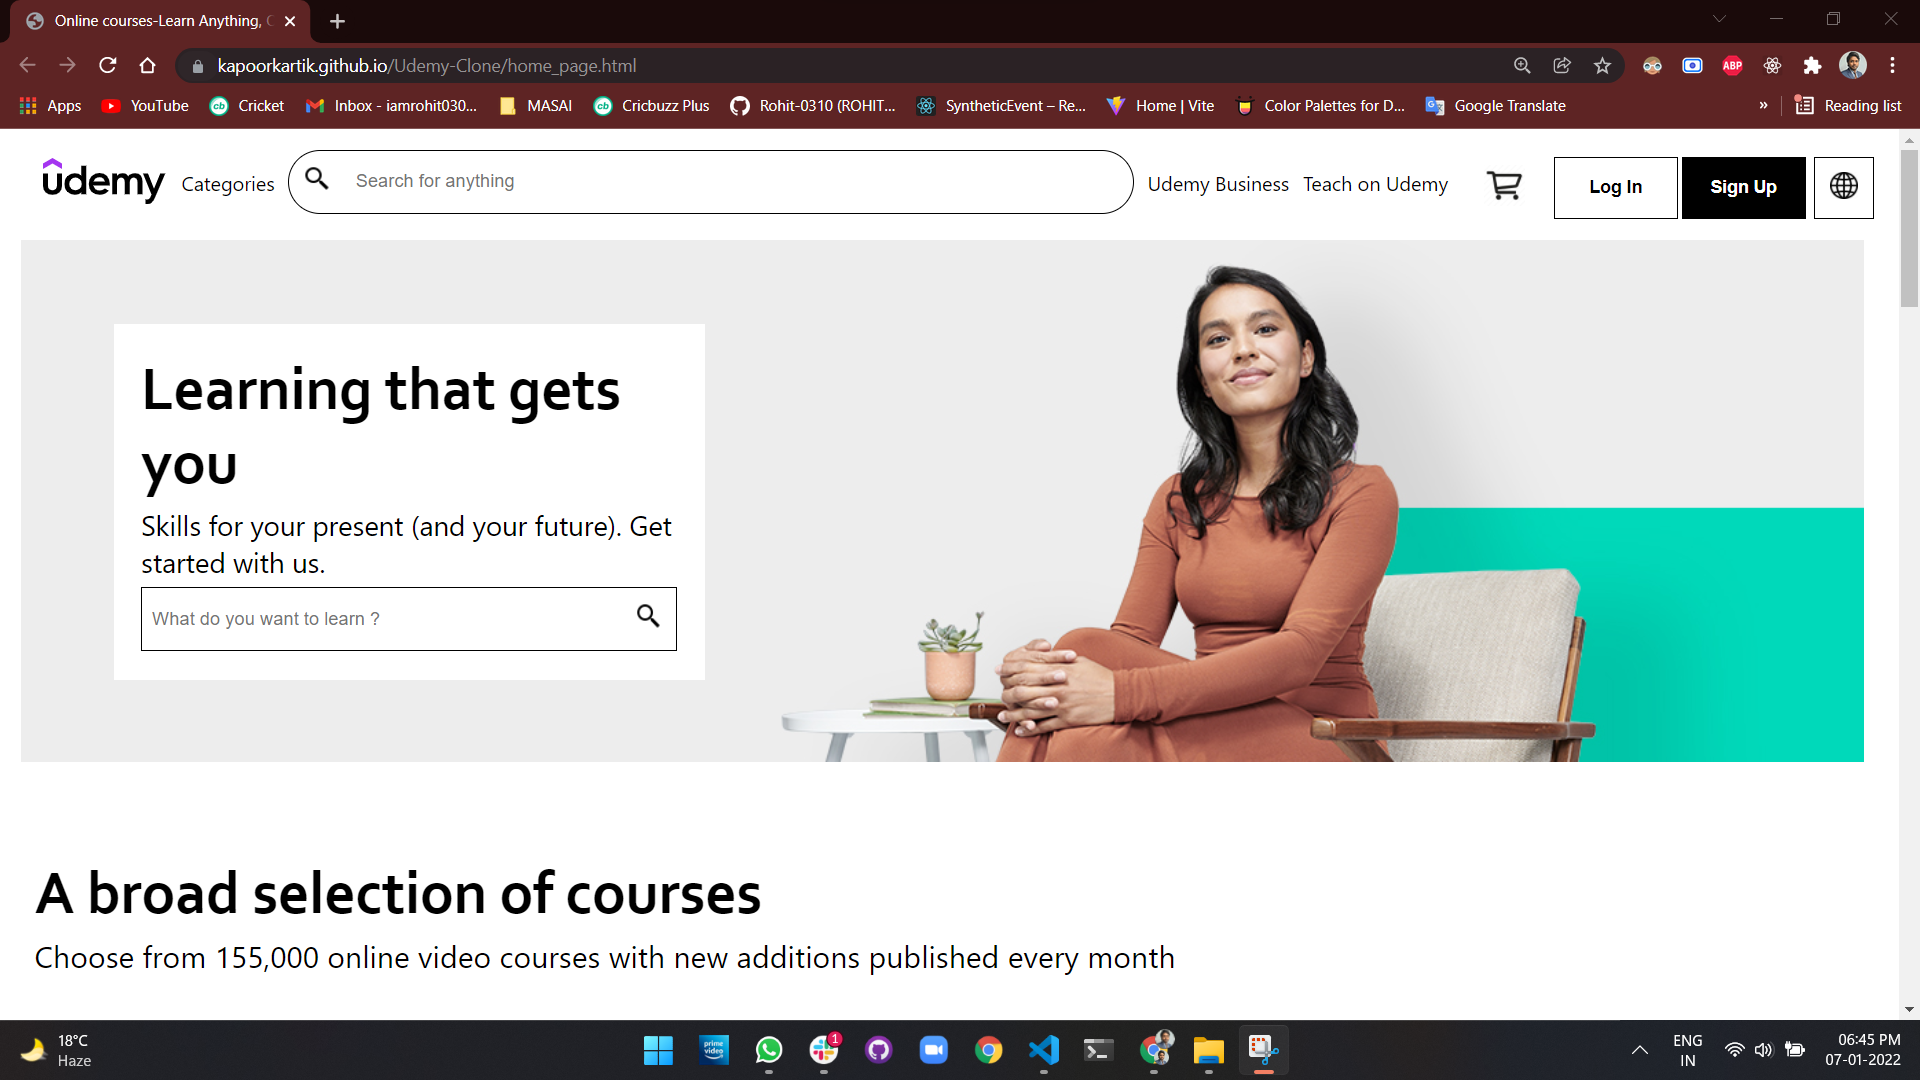 Online courses-Learn Anything,
kapoorkartik.github.io/Udemy-Clone/home_page.html
ABP
Apps
YouTube
cb
Cricket
Inbox - iamrohit030...
MASAI
cb
Cricbuzz Plus
Rohit-0310 (ROHIT...
SyntheticEvent – Re...
Home | Vite
Color Palettes for D...
Google Translate
»
Reading list
udemy
Categories
Search for anything
Udemy Business
Teach on Udemy
Log In
Sign Up
Learning that gets
you
Skills for your present (and your future). Get
started with us.
What do you want to learn ?
A broad selection of courses
Choose from 155,000 online video courses with new additions published every month
18°C
Haze
prime
video
1
ENG
IN
06:45 PM
07-01-2022